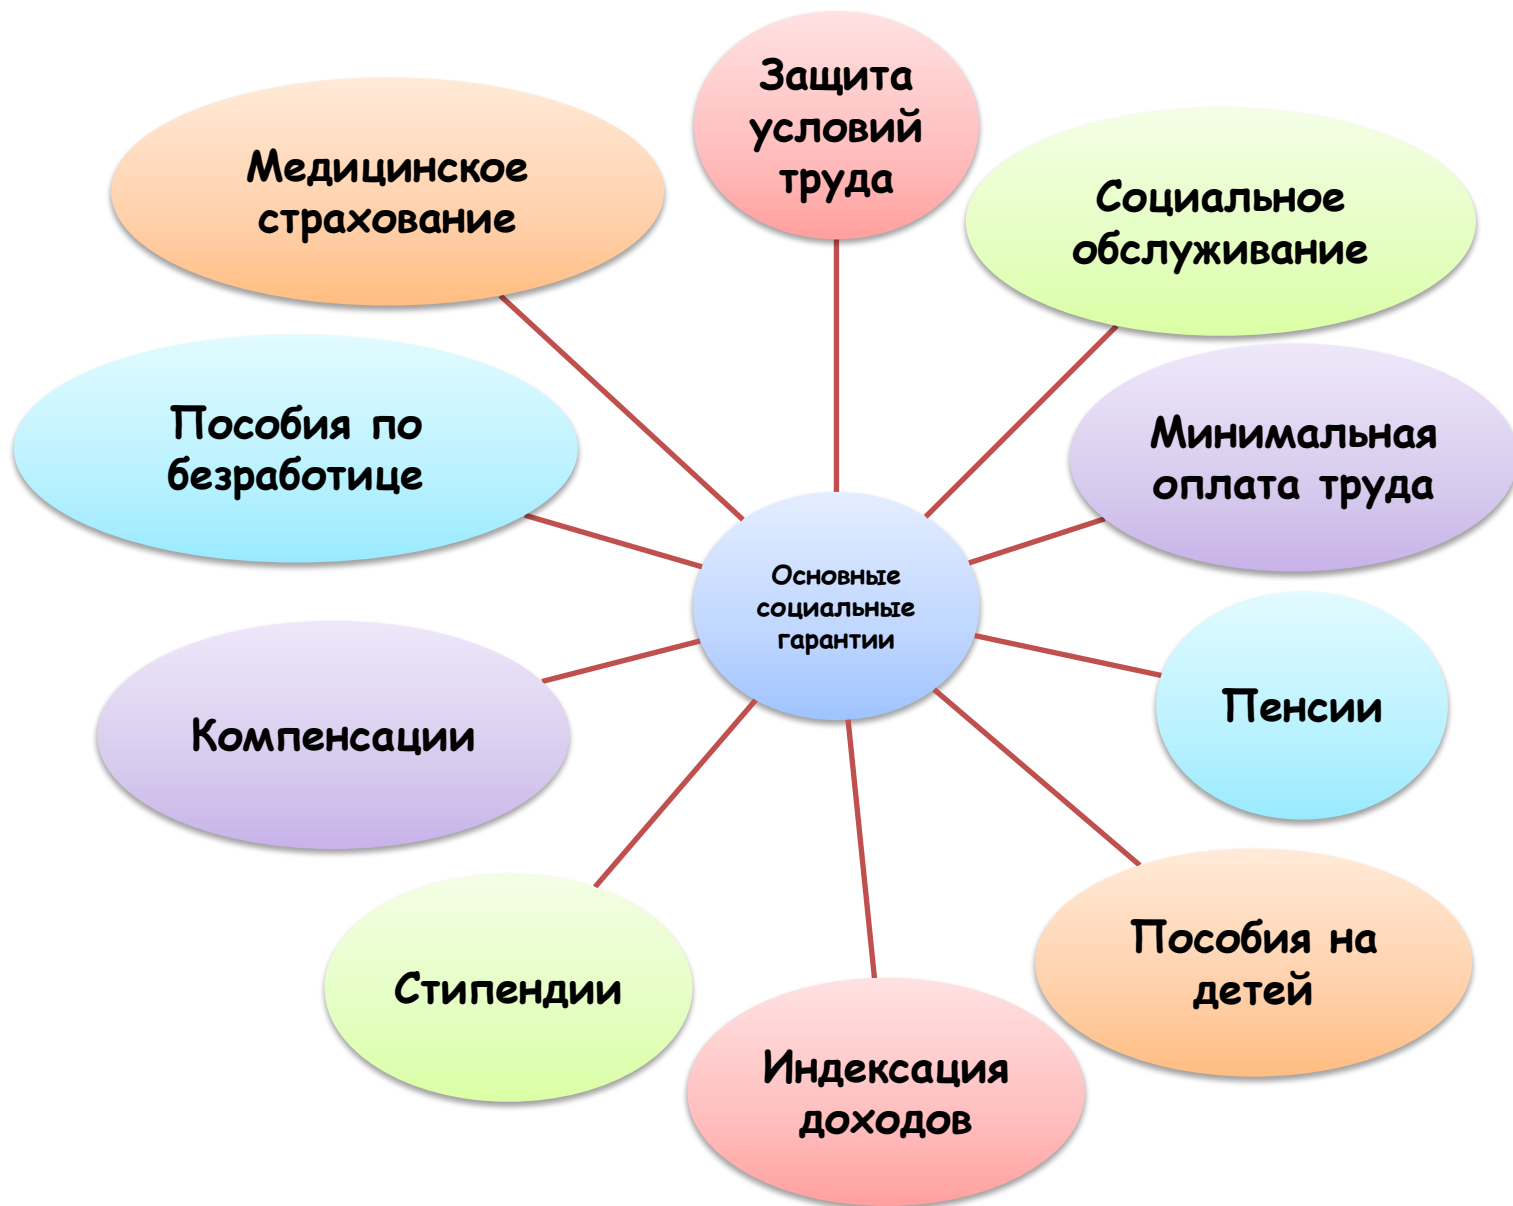 Защита
условий
труда
Медицинское
страхование
Социальное
обслуживание
Пособия по
безработице
Минимальная
оплата труда
Основные
социальные
гарантии
Компенсации
Пенсии
Стипендии
Пособия на
детей
Индексация
доходов